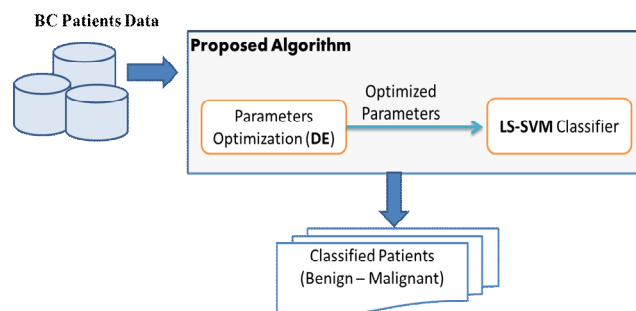 BC Patients Data
Proposed Algorithm
Optimized
Parameters
Parameters
Optimization (DE)
LS-SVM Classifier
Classified Patients
(Benign – Malignant)